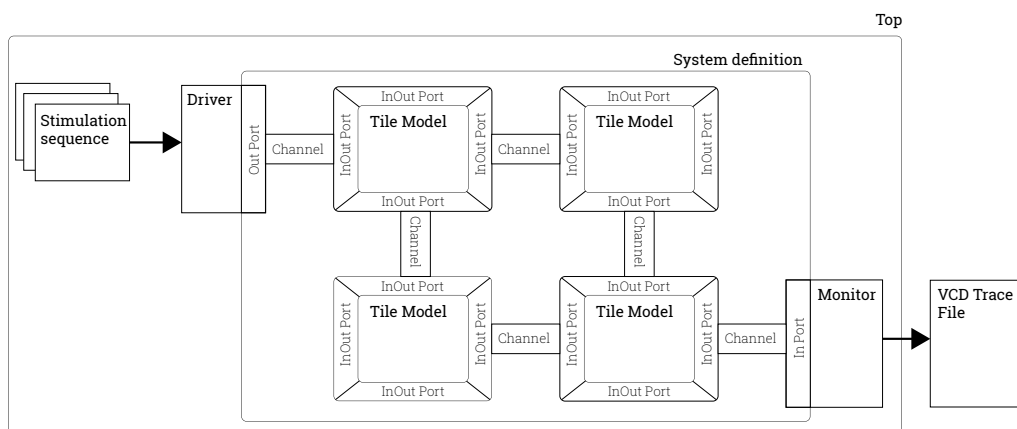 Top
System definition
Stimulation
sequence
Driver
Out Port
Channel
InOut Port
InOut Port
Tile Model
InOut Port
InOut Port
Channel
InOut Port
InOut Port
Tile Model
InOut Port
InOut Port
Channel
Channel
InOut Port
InOut Port
Tile Model
InOut Port
InOut Port
Channel
InOut Port
InOut Port
Tile Model
InOut Port
InOut Port
Channel
In Port
Monitor
VCD Trace
File